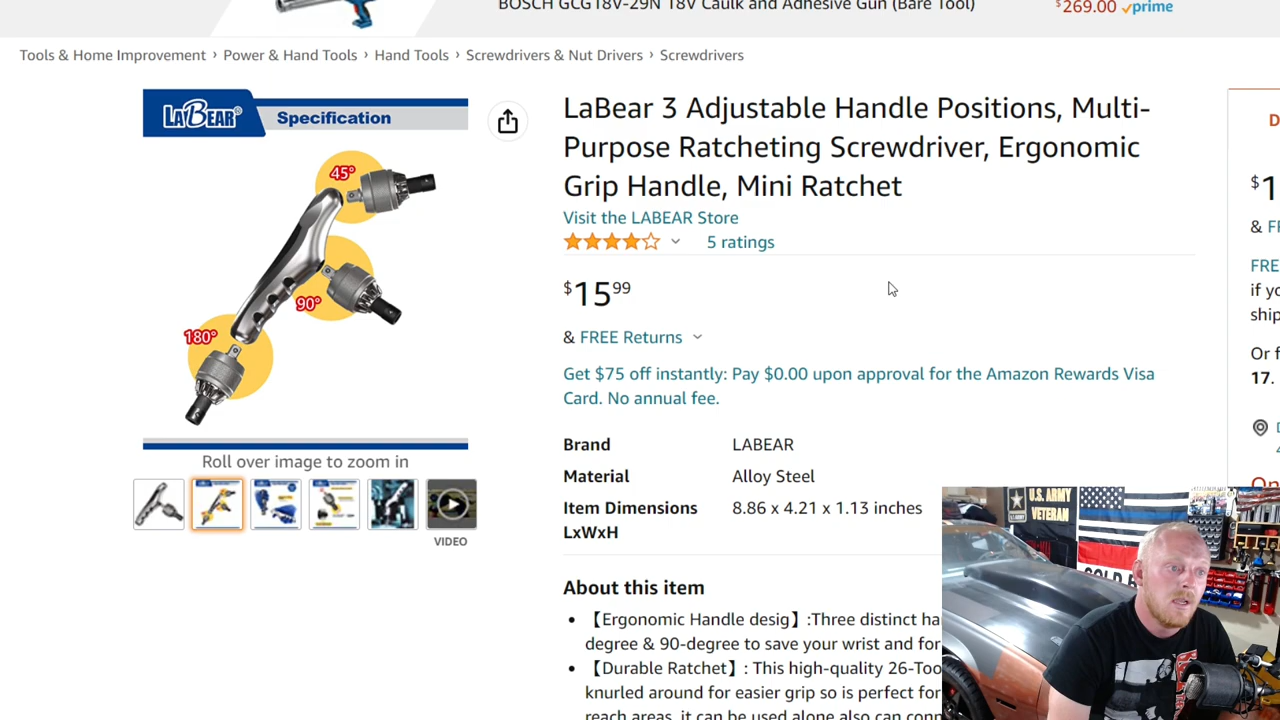 BOSCH GCG18V-29N 18V Caulk and Adhesive Gun (Bare Tool)
$269.00 prime
Tools & Home Improvement › Power & Hand Tools › Hand Tools › Screwdrivers & Nut Drivers › Screwdrivers
LABEAR Specification
45°
90°
180°
Roll over image to zoom in
VIDEO
LaBear 3 Adjustable Handle Positions, Multi-
Purpose Ratcheting Screwdriver, Ergonomic
Grip Handle, Mini Ratchet
Visit the LABEAR Store
5 ratings
$15 99
& FREE Returns
Get $75 off instantly: Pay $0.00 upon approval for the Amazon Rewards Visa
Card. No annual fee.
Brand LABEAR
Material Alloy Steel
Item Dimensions 8.86 x 4.21 x 1.13 inches
LxWxH
About this item
• 【Ergonomic Handle desig】:Three distinct ha
degree & 90-degree to save your wrist and for
• 【Durable Ratchet】: This high-quality 26-Too
knurled around for easier grip so is perfect for
reach areas, it can be used alone also can conn
$1
&
FRE
if yo
ship
Or f
17.
U.S. ARMY
VETERAN